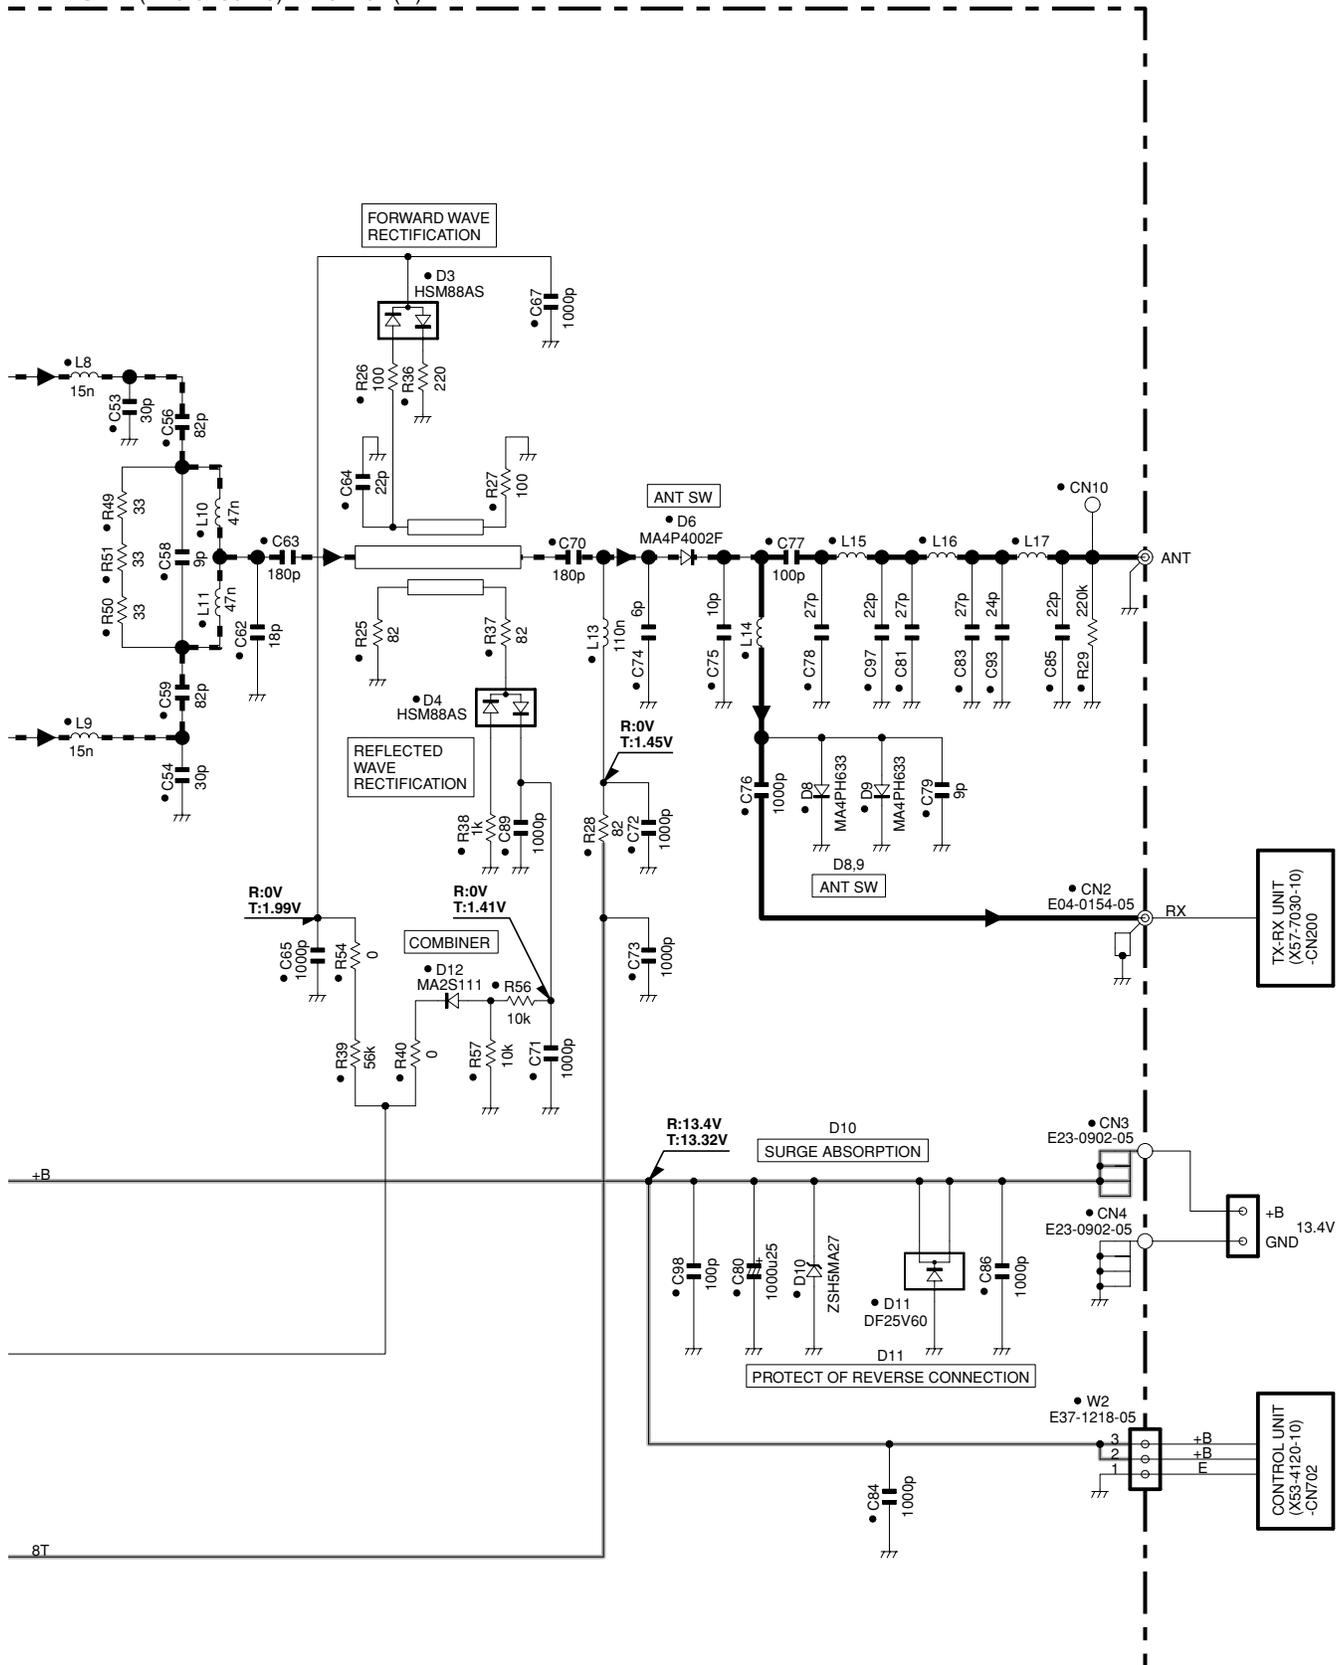 FORWARD WAVE
RECTIFICATION
D3
HSM88AS
C67
1000p
L8
15n
R26
100
R36
220
C53
30p
C56
82p
C64
22p
R27
100
ANT SW
D6
MA4P4002F
CN10
R49
33
R51
33
R50
33
C58
9p
L10
47n
L11
47n
C63
180p
C62
18p
C70
180p
C77
100p
L15
L16
L17
ANT
R25
82
R37
82
L13
110n
C74
6p
C75
10p
L14
C78
27p
C97
22p
C81
27p
C83
27p
C93
24p
C85
22p
R29
220k
C59
82p
L9
15n
C54
30p
D4
HSM88AS
REFLECTED
WAVE
RECTIFICATION
R:0V
T:1.45V
R38
1k
C89
1000p
R28
82
C72
1000p
C76
1000p
D8
MA4PH633
D9
MA4PH633
C79
9p
D8,9
ANT SW
R:0V
T:1.99V
R:0V
T:1.41V
CN2
E04-0154-05
RX
TX-RX UNIT
(X57-7030-10)
-CN200
C65
1000p
R54
0
COMBINER
D12
MA2S111
R56
10k
C73
1000p
R39
56k
R40
0
R57
10k
C71
1000p
R:13.4V
T:13.32V
D10
SURGE ABSORPTION
CN3
E23-0902-05
+B
CN4
E23-0902-05
+B
GND
13.4V
C98
100p
C80
1000u25
D10
ZSH5MA27
D11
DF25V60
C86
1000p
D11
PROTECT OF REVERSE CONNECTION
W2
E37-1218-05
3
+B
2
+B
1
E
CONTROL UNIT
(X53-4120-10)
-CN702
C84
1000p
8T